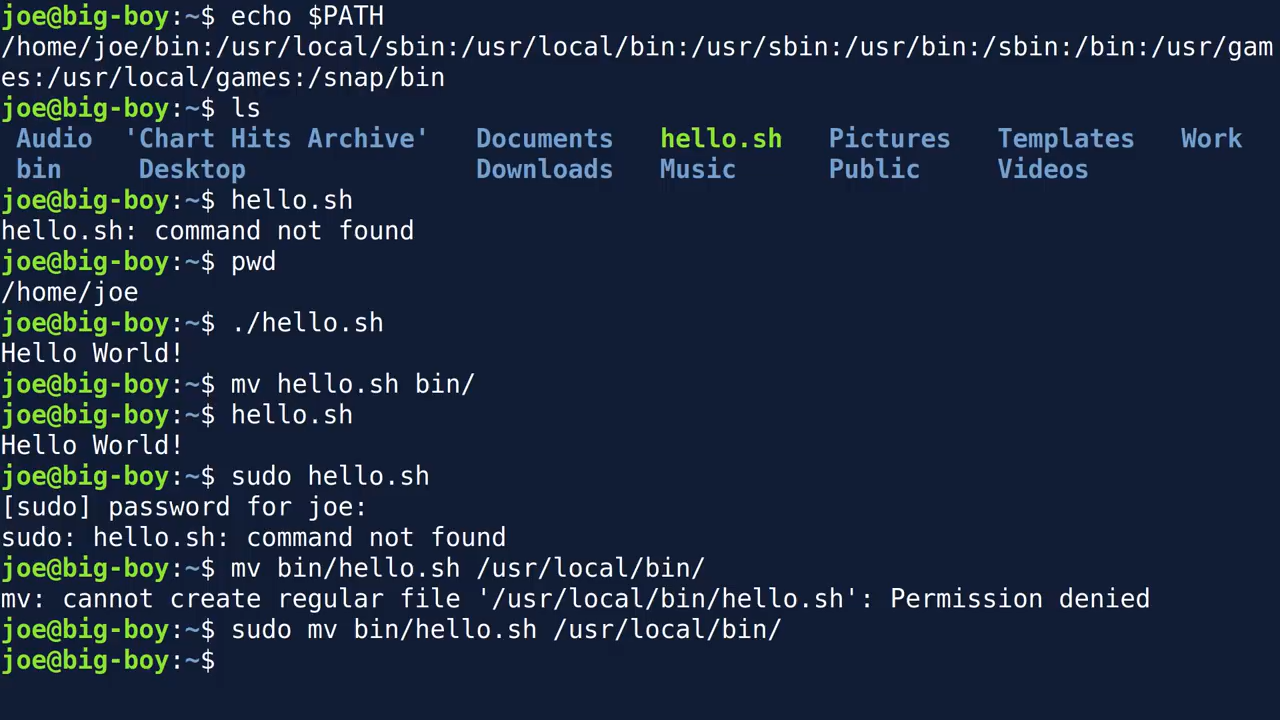 joe@big-boy:~$ echo $PATH
/home/joe/bin:/usr/local/sbin:/usr/local/bin:/usr/sbin:/usr/bin:/sbin:/bin:/usr/gam
es:/usr/local/games:/snap/bin
joe@big-boy:~$ ls
 Audio  'Chart Hits Archive'   Documents   hello.sh   Pictures   Templates   Work
 bin     Desktop               Downloads   Music      Public     Videos
joe@big-boy:~$ hello.sh
hello.sh: command not found
joe@big-boy:~$ pwd
/home/joe
joe@big-boy:~$ ./hello.sh
Hello World!
joe@big-boy:~$ mv hello.sh bin/
joe@big-boy:~$ hello.sh
Hello World!
joe@big-boy:~$ sudo hello.sh
[sudo] password for joe:
sudo: hello.sh: command not found
joe@big-boy:~$ mv bin/hello.sh /usr/local/bin/
mv: cannot create regular file '/usr/local/bin/hello.sh': Permission denied
joe@big-boy:~$ sudo mv bin/hello.sh /usr/local/bin/
joe@big-boy:~$